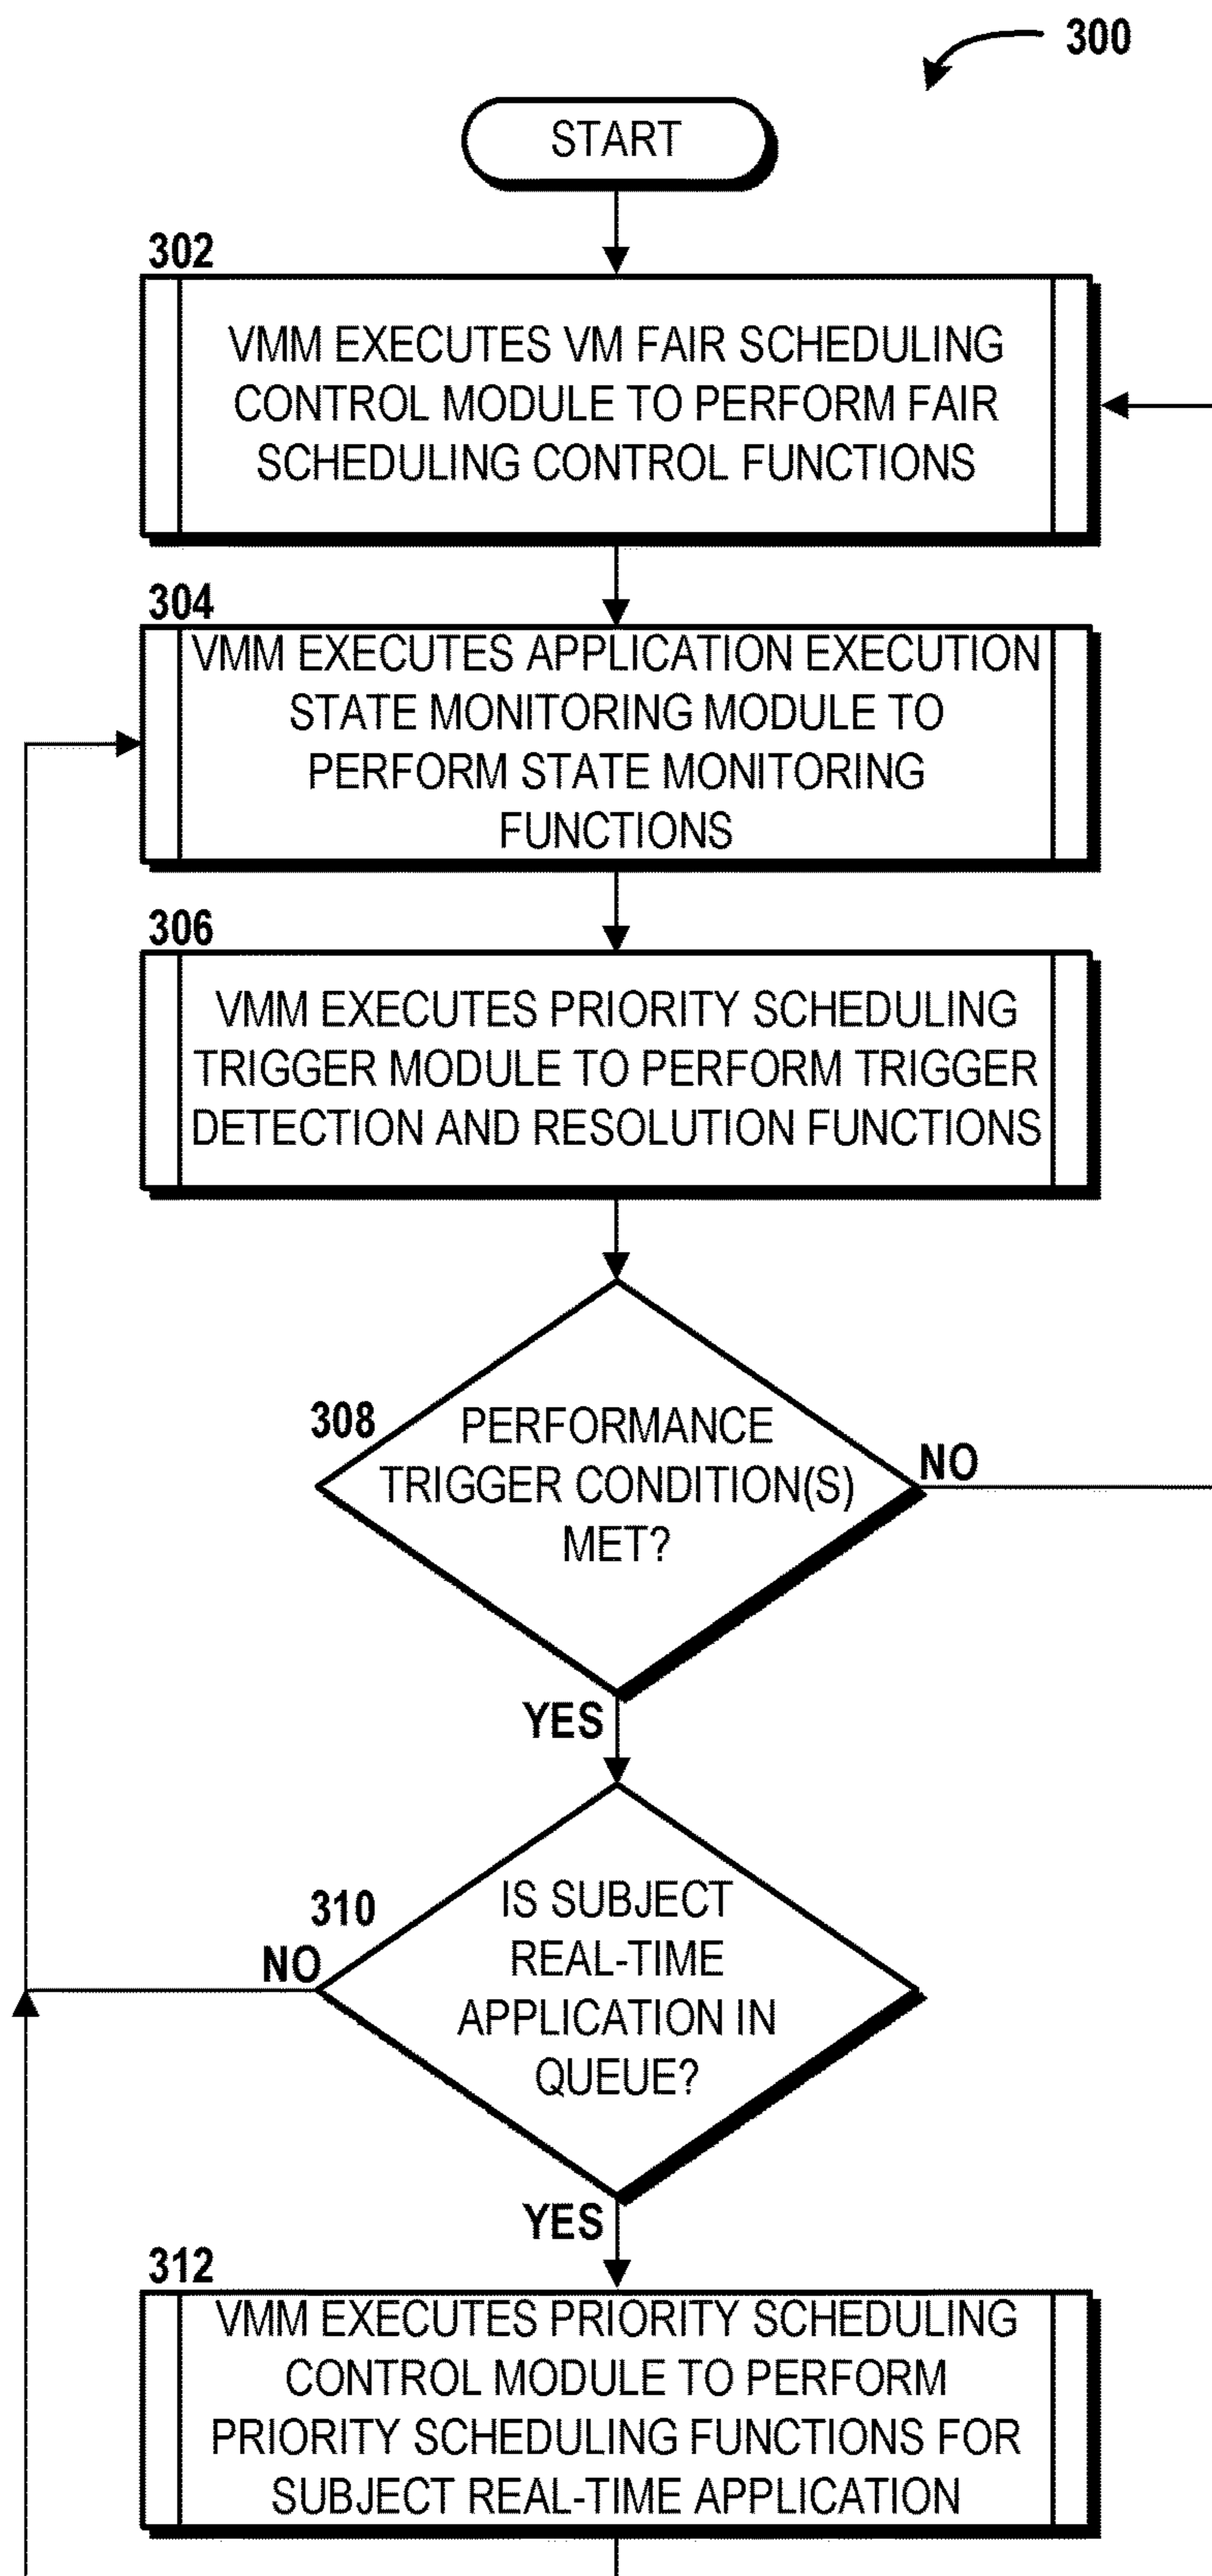 300
START
302
VMM EXECUTES VM FAIR SCHEDULING
CONTROL MODULE TO PERFORM FAIR
SCHEDULING CONTROL FUNCTIONS
304
VMM EXECUTES APPLICATION EXECUTION
STATE MONITORING MODULE TO
PERFORM STATE MONITORING
FUNCTIONS
306
VMM EXECUTES PRIORITY SCHEDULING
TRIGGER MODULE TO PERFORM TRIGGER
DETECTION AND RESOLUTION FUNCTIONS
308
PERFORMANCE
TRIGGER CONDITION(S)
MET?
NO
YES
310
IS SUBJECT
REAL-TIME
APPLICATION IN
QUEUE?
NO
YES
312
VMM EXECUTES PRIORITY SCHEDULING
CONTROL MODULE TO PERFORM
PRIORITY SCHEDULING FUNCTIONS FOR
SUBJECT REAL-TIME APPLICATION